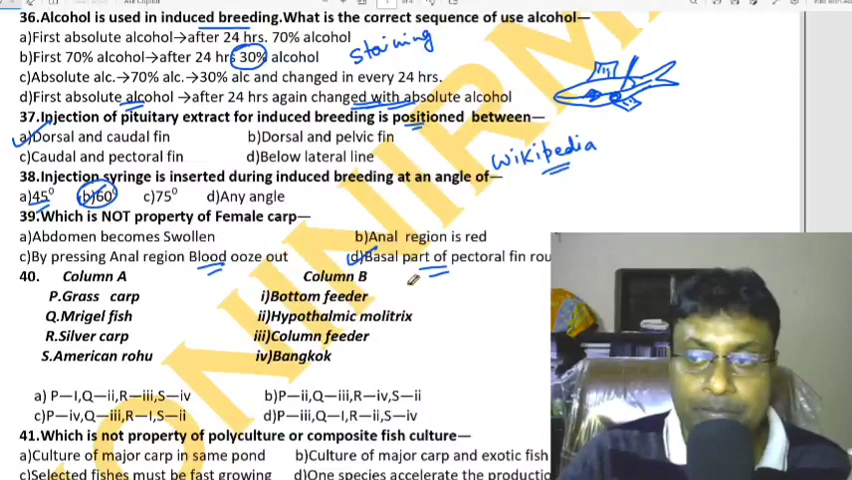 36.Alcohol is used in induced breeding.What is the correct sequence of use alcohol—
a)First absolute alcohol→after 24 hrs. 70% alcohol
b)First 70% alcohol→after 24 hrs 30% alcohol
staining
c)Absolute alc.→70% alc.→30% alc and changed in every 24 hrs.
d)First absolute alcohol →after 24 hrs again changed with absolute alcohol
37.Injection of pituitary extract for induced breeding is positioned between—
a)Dorsal and caudal fin b)Dorsal and pelvic fin
c)Caudal and pectoral fin d)Below lateral line
wikipedia
38.Injection syringe is inserted during induced breeding at an angle of—
a)45⁰ b)60⁰ c)75⁰ d)Any angle
39.Which is NOT property of Female carp—
a)Abdomen becomes Swollen b)Anal region is red
c)By pressing Anal region Blood ooze out (d)Basal part of pectoral fin rou
40. Column A Column B
P.Grass carp i)Bottom feeder
Q.Mrigel fish ii)Hypothalmic molitrix
R.Silver carp iii)Column feeder
S.American rohu iv)Bangkok
a) P—I,Q—ii,R—iii,S—iv b)P—ii,Q—iii,R—iv,S—ii
c)P—iv,Q—iii,R—I,S—ii d)P—iii,Q—I,R—ii,S—iv
41.Which is not property of polyculture or composite fish culture—
a)Culture of major carp in same pond b)Culture of major carp and exotic fish
c)Selected fishes must be fast growing d)One species accelerate the productio